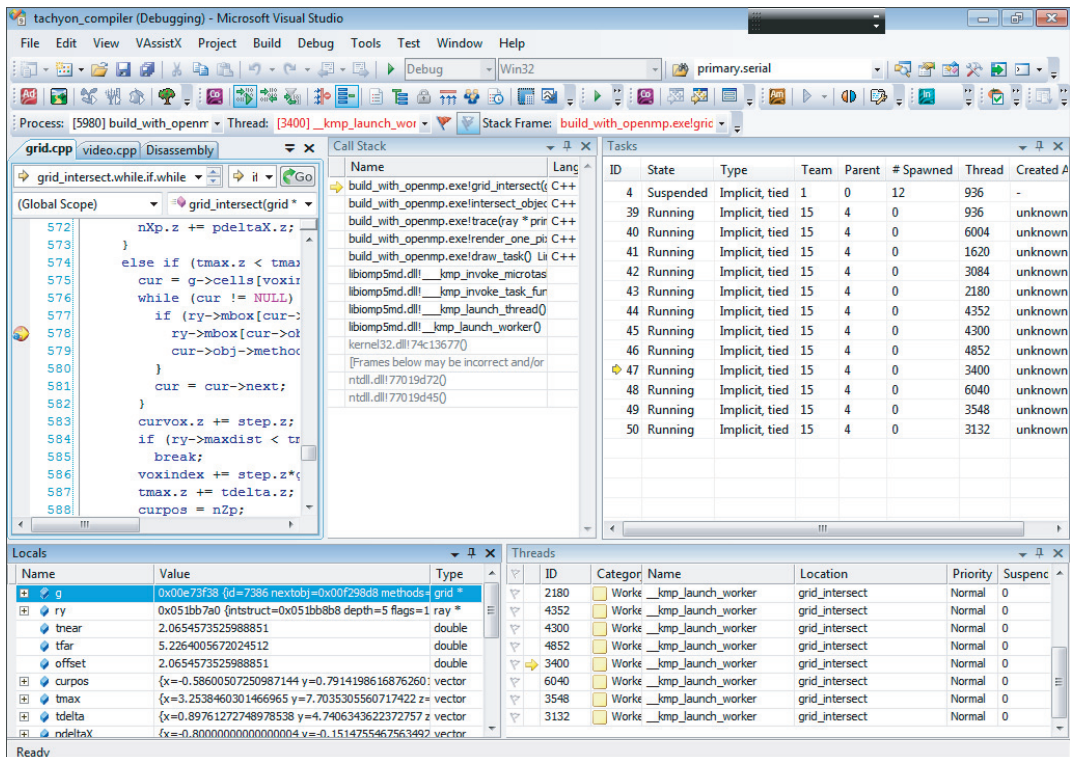 tachyon_compiler (Debugging) - Microsoft Visual Studio
File Edit View VAssistX Project Build Debug Tools Test Window Help
Debug Win32 primary.serial
Process: [5980] build_with_openm Thread: [3400] __kmp_launch_wor Stack Frame: build_with_openmp.exe!grid
grid.cpp video.cpp Disassembly
grid_intersect.while.if.while it Go
(Global Scope) grid_intersect(grid *
572 nXp.z += pdeltaX.z;
573 }
574 else if (tmax.z < tmax
575 cur = g->cells[voxin
576 while (cur != NULL)
577 if (ry->mbox[cur->
578 ry->mbox[cur->ob
579 cur->obj->method
580 }
581 cur = cur->next;
582 }
583 curvox.z += step.z;
584 if (ry->maxdist < tm
585 break;
586 voxindex += step.z*g
587 tmax.z += tdelta.z;
588 curpos = nZp;
Call Stack
Name Lang
build_with_openmp.exe!grid_intersect(g C++
build_with_openmp.exe!intersect_objec C++
build_with_openmp.exe!trace(ray * prin C++
build_with_openmp.exe!render_one_pix C++
build_with_openmp.exe!draw_task() Lin C++
libiomp5md.dll!___kmp_invoke_microtas
libiomp5md.dll!___kmp_invoke_task_fun
libiomp5md.dll!___kmp_launch_thread()
libiomp5md.dll!__kmp_launch_worker()
kernel32.dll!74c13677()
[Frames below may be incorrect and/or
ntdll.dll!77019d72()
ntdll.dll!77019d45()
Tasks
ID State Type Team Parent # Spawned Thread Created A
4 Suspended Implicit, tied 1 0 12 936 -
39 Running Implicit, tied 15 4 0 936 unknown
40 Running Implicit, tied 15 4 0 6004 unknown
41 Running Implicit, tied 15 4 0 1620 unknown
42 Running Implicit, tied 15 4 0 3084 unknown
43 Running Implicit, tied 15 4 0 2180 unknown
44 Running Implicit, tied 15 4 0 4352 unknown
45 Running Implicit, tied 15 4 0 4300 unknown
46 Running Implicit, tied 15 4 0 4852 unknown
47 Running Implicit, tied 15 4 0 3400 unknown
48 Running Implicit, tied 15 4 0 6040 unknown
49 Running Implicit, tied 15 4 0 3548 unknown
50 Running Implicit, tied 15 4 0 3132 unknown
Locals
Name Value Type
g 0x00e73f38 {id=7386 nextobj=0x00f298d8 methods= grid *
ry 0x051bb7a0 {intstruct=0x051bb8b8 depth=5 flags=1 ray *
tnear 2.0654573525988851 double
tfar 5.2264005672024512 double
offset 2.0654573525988851 double
curpos {x=-0.58600507250987144 y=0.79141986168762601 vector
tmax {x=3.2538460301466965 y=7.7035305560717422 z= vector
tdelta {x=0.89761272748978538 y=4.7406343622372757 z vector
pdeltaX {x=-0.80000000000000004 y=-0.1514755467563492 vector
Threads
ID Categor Name Location Priority Suspenc
2180 Worke __kmp_launch_worker grid_intersect Normal 0
4352 Worke __kmp_launch_worker grid_intersect Normal 0
4300 Worke __kmp_launch_worker grid_intersect Normal 0
4852 Worke __kmp_launch_worker grid_intersect Normal 0
3400 Worke __kmp_launch_worker grid_intersect Normal 0
6040 Worke __kmp_launch_worker grid_intersect Normal 0
3548 Worke __kmp_launch_worker grid_intersect Normal 0
3132 Worke __kmp_launch_worker grid_intersect Normal 0
Ready